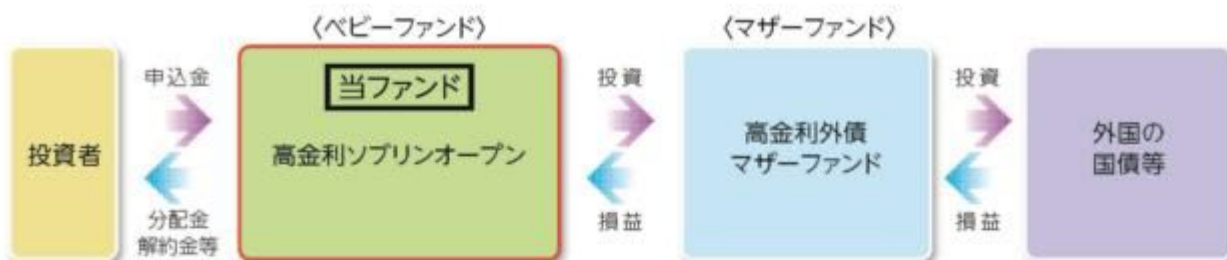 〈ベビーファンド〉
〈マザーファンド〉
投資者
申込金
分配金
解約金等
当ファンド
高金利ソブリンオープン
投資
損益
高金利外債
マザーファンド
投資
損益
外国の
国債等